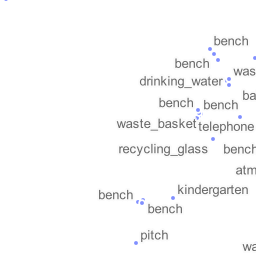 bench
bench
was
drinking_water
ba
bench
bench
waste_basket
telephone
recycling_glass
bench
atm
kindergarten
bench
bench
pitch
wa